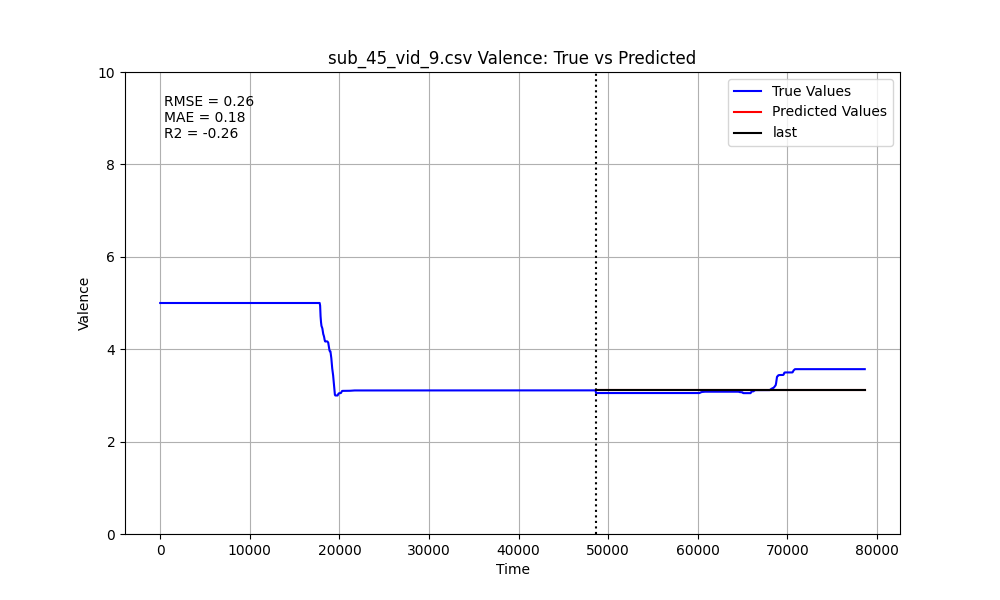 sub_45_vid_9.csv Valence: True vs Predicted
10
8
6
4
2
0
Valence
RMSE = 0.26
MAE = 0.18
R2 = -0.26
True Values
Predicted Values
last
0
10000
20000
30000
40000
50000
60000
70000
80000
Time